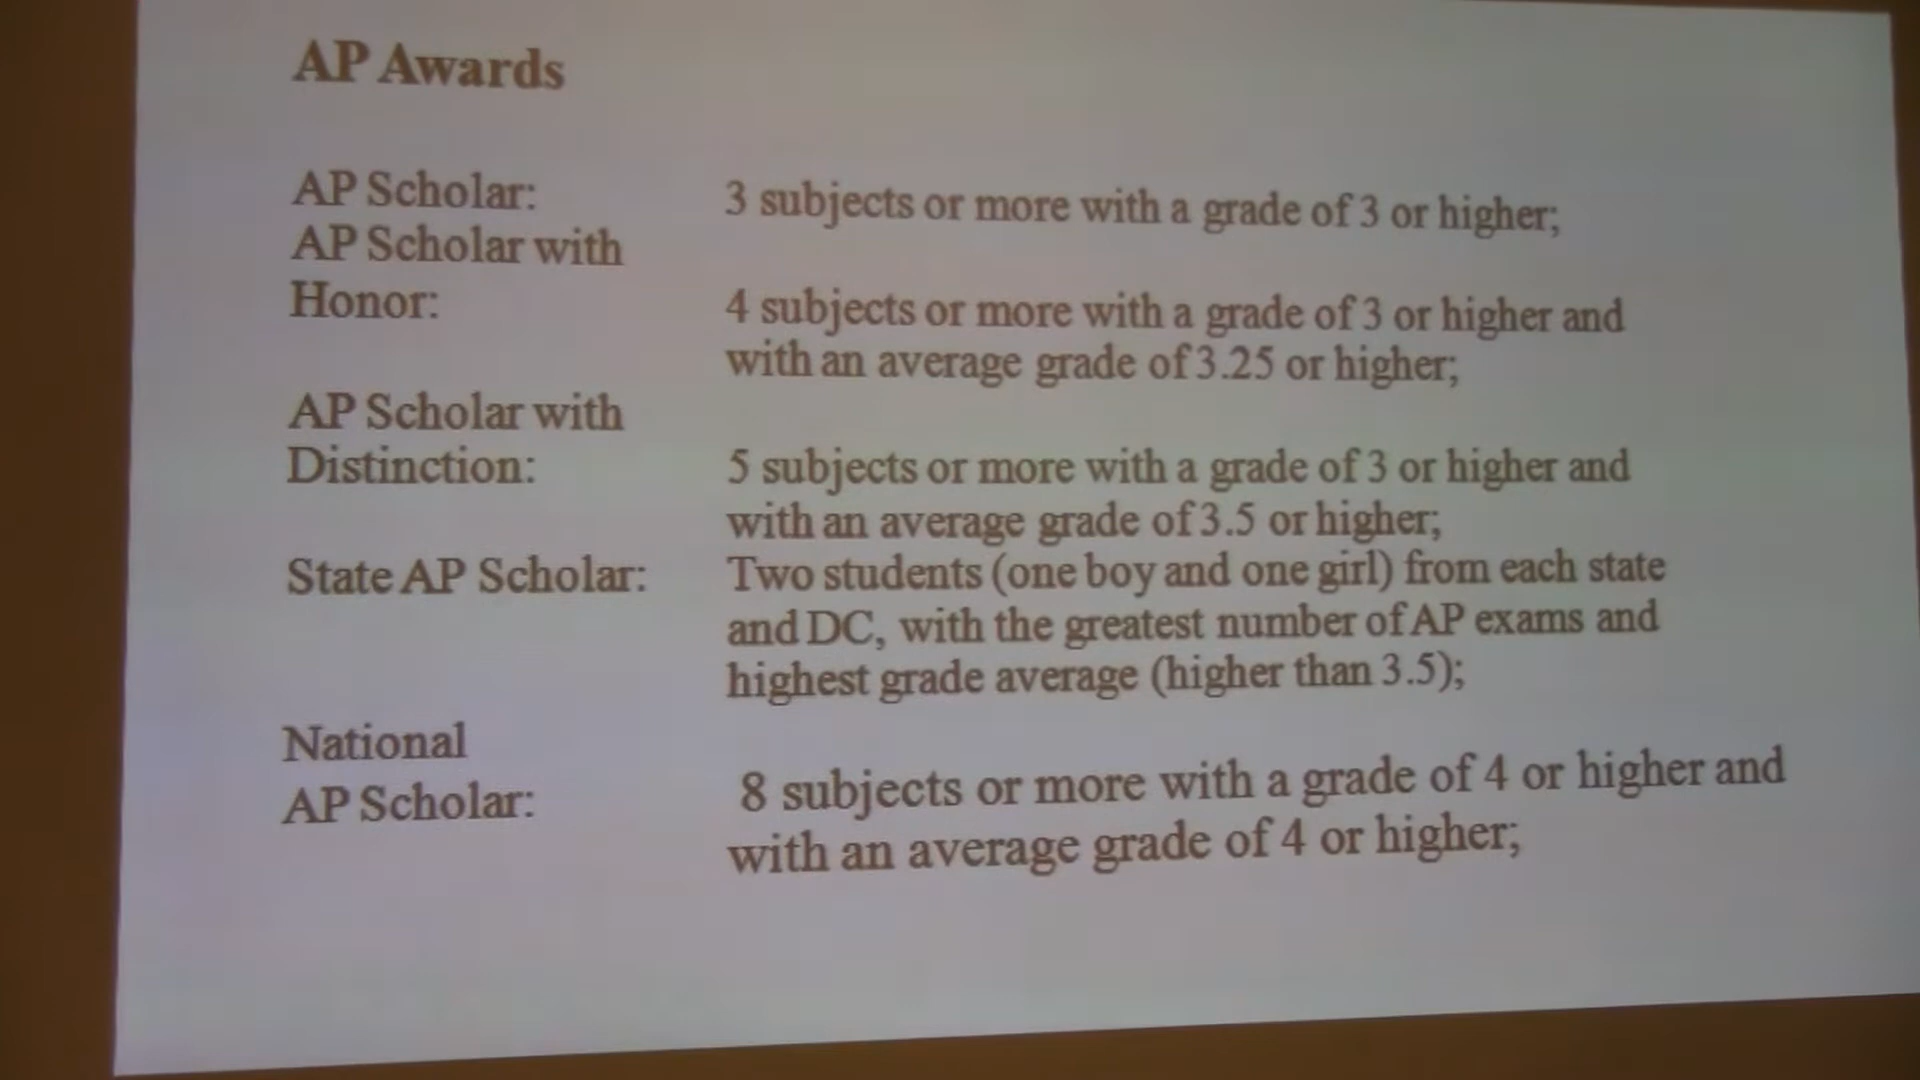 AP Awards
AP Scholar: 3 subjects or more with a grade of 3 or higher;
AP Scholar with
Honor: 4 subjects or more with a grade of 3 or higher and
with an average grade of 3.25 or higher;
AP Scholar with
Distinction: 5 subjects or more with a grade of 3 or higher and
with an average grade of 3.5 or higher;
State AP Scholar: Two students (one boy and one girl) from each state
and DC, with the greatest number of AP exams and
highest grade average (higher than 3.5);
National
AP Scholar: 8 subjects or more with a grade of 4 or higher and
with an average grade of 4 or higher;